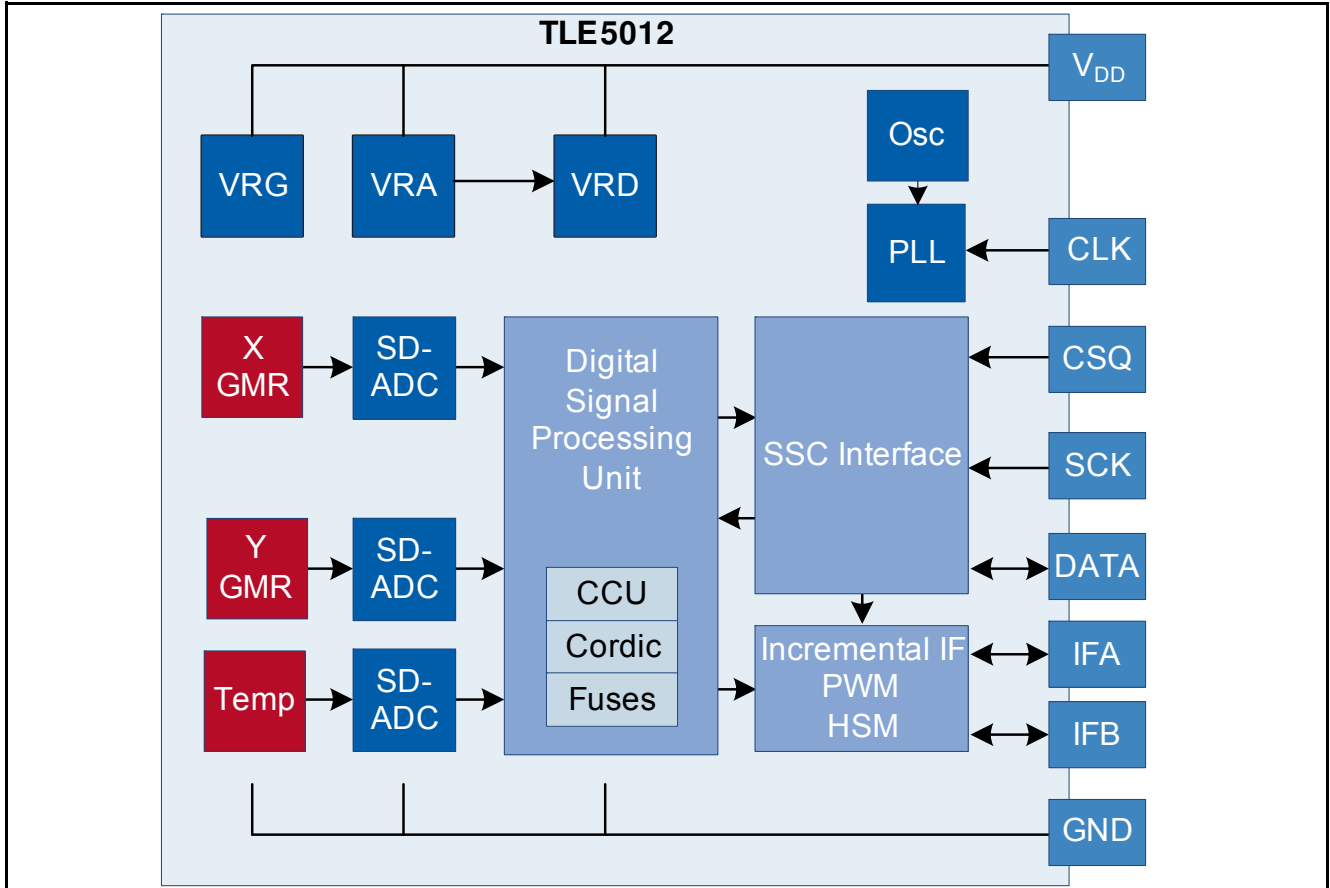 TLE5012
V_DD
VRG
VRA
VRD
Osc
PLL
CLK
X
GMR
SD-
ADC
Digital
Signal
Processing
Unit
SSC Interface
CSQ
SCK
DATA
Y
GMR
SD-
ADC
CCU
Cordic
Fuses
Temp
SD-
ADC
Incremental IF
PWM
HSM
IFA
IFB
GND